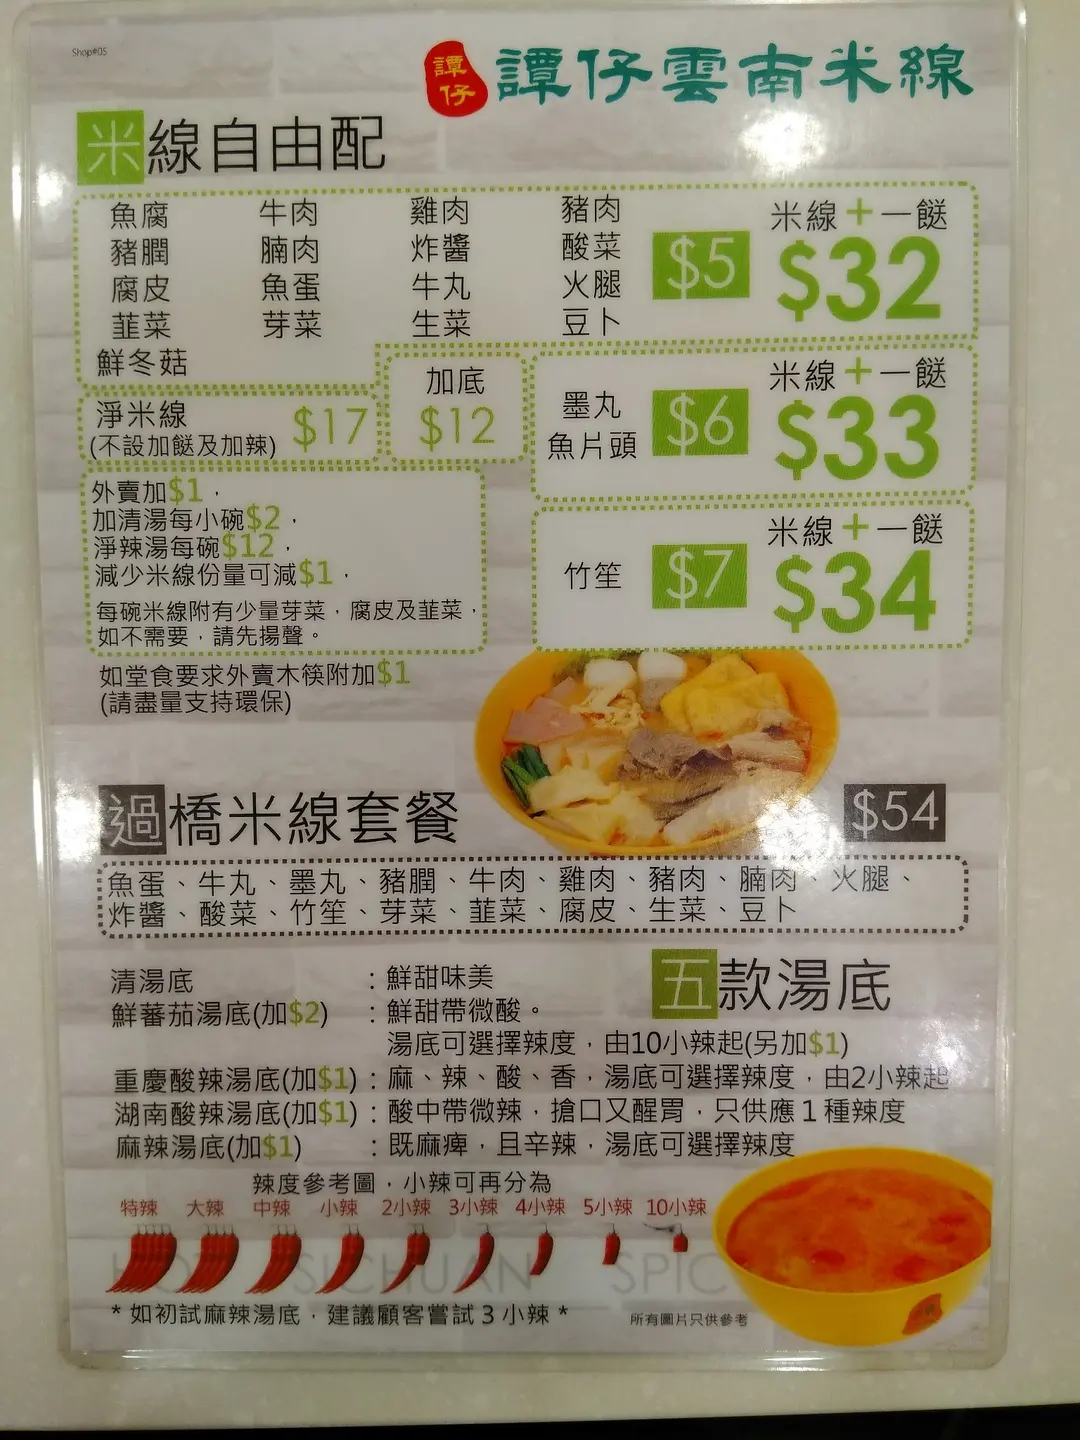 Shop#05
譚仔
譚仔雲南米線
米線自由配
魚腐 牛肉 雞肉 豬肉
豬膶 腩肉 炸醬 酸菜
腐皮 魚蛋 牛丸 火腿
韮菜 芽菜 生菜 豆卜
鮮冬菇
$5
米線+一餸
$32
淨米線
(不設加餸及加辣)
$17
加底
$12
墨丸
魚片頭
$6
米線+一餸
$33
竹笙
$7
米線+一餸
$34
外賣加$1，
加清湯每小碗$2，
淨辣湯每碗$12，
減少米線份量可減$1，
每碗米線附有少量芽菜，腐皮及韮菜，
如不需要，請先揚聲。
如堂食要求外賣木筷附加$1
(請盡量支持環保)
過橋米線套餐
$54
魚蛋、牛丸、墨丸、豬膶、牛肉、雞肉、豬肉、腩肉、火腿、
炸醬、酸菜、竹笙、芽菜、韮菜、腐皮、生菜、豆卜
五款湯底
清湯底 ：鮮甜味美
鮮蕃茄湯底(加$2) ：鮮甜帶微酸。
湯底可選擇辣度，由10小辣起(另加$1)
重慶酸辣湯底(加$1)：麻、辣、酸、香，湯底可選擇辣度，由2小辣起
湖南酸辣湯底(加$1)：酸中帶微辣，搶口又醒胃，只供應1種辣度
麻辣湯底(加$1) ：既麻痺，且辛辣，湯底可選擇辣度
辣度參考圖，小辣可再分為
特辣 大辣 中辣 小辣 2小辣 3小辣 4小辣 5小辣 10小辣
HOT SICHUAN SPIC
*如初試麻辣湯底，建議顧客嘗試3小辣*
所有圖片只供參考